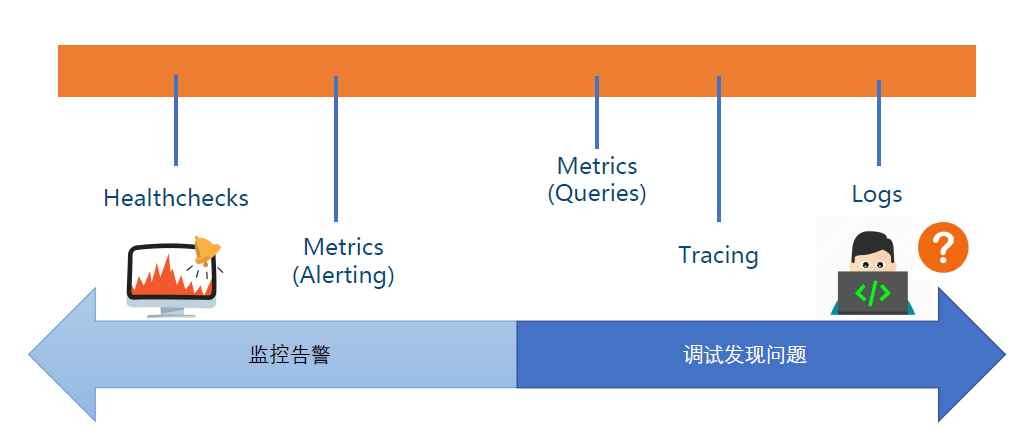 Healthchecks
Metrics
(Alerting)
Metrics
(Queries)
Tracing
Logs
?
</>
监控告警
调试发现问题